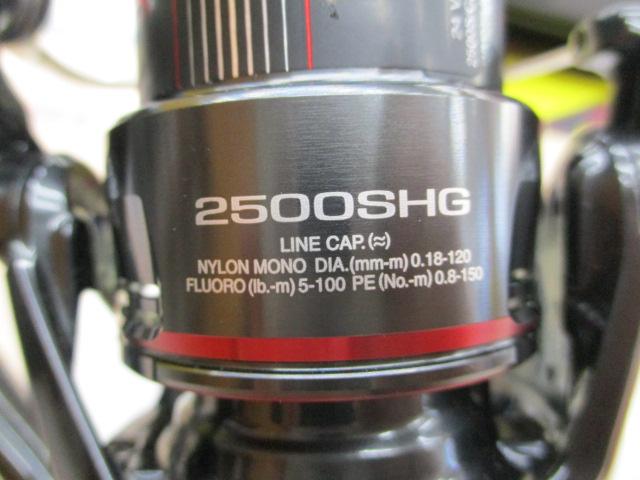 24 V
2500SHG
LINE CAP.(≈)
NYLON MONO DIA.(mm-m) 0.18-120
FLUORO (lb.-m) 5-100 PE (No.-m) 0.8-150